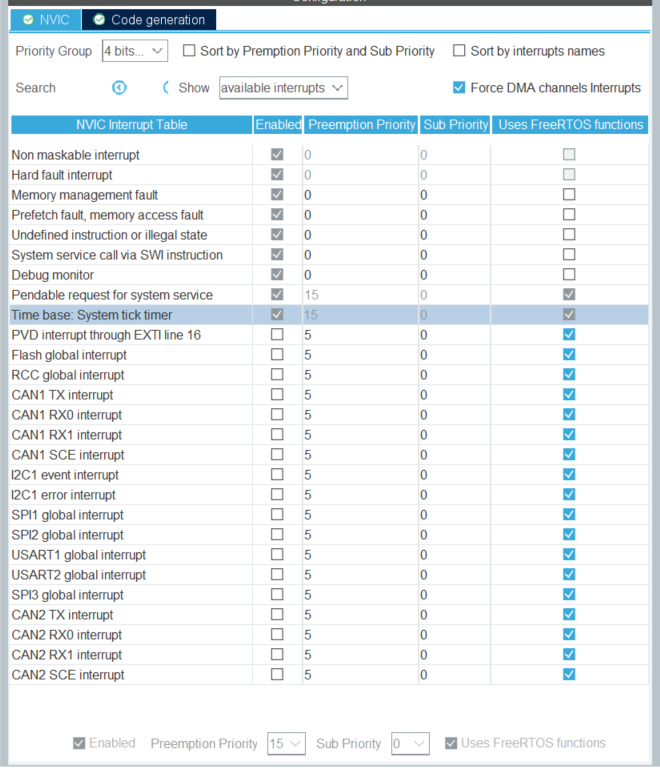 Configuration
NVIC Code generation
Priority Group 4 bits... Sort by Premption Priority and Sub Priority Sort by interrupts names
Search Show available interrupts Force DMA channels Interrupts
NVIC Interrupt Table Enabled Preemption Priority Sub Priority Uses FreeRTOS functions
Non maskable interrupt 0 0
Hard fault interrupt 0 0
Memory management fault 0 0
Prefetch fault, memory access fault 0 0
Undefined instruction or illegal state 0 0
System service call via SWI instruction 0 0
Debug monitor 0 0
Pendable request for system service 15 0
Time base: System tick timer 15 0
PVD interrupt through EXTI line 16 5 0
Flash global interrupt 5 0
RCC global interrupt 5 0
CAN1 TX interrupt 5 0
CAN1 RX0 interrupt 5 0
CAN1 RX1 interrupt 5 0
CAN1 SCE interrupt 5 0
I2C1 event interrupt 5 0
I2C1 error interrupt 5 0
SPI1 global interrupt 5 0
SPI2 global interrupt 5 0
USART1 global interrupt 5 0
USART2 global interrupt 5 0
SPI3 global interrupt 5 0
CAN2 TX interrupt 5 0
CAN2 RX0 interrupt 5 0
CAN2 RX1 interrupt 5 0
CAN2 SCE interrupt 5 0
Enabled Preemption Priority 15 Sub Priority 0 Uses FreeRTOS functions